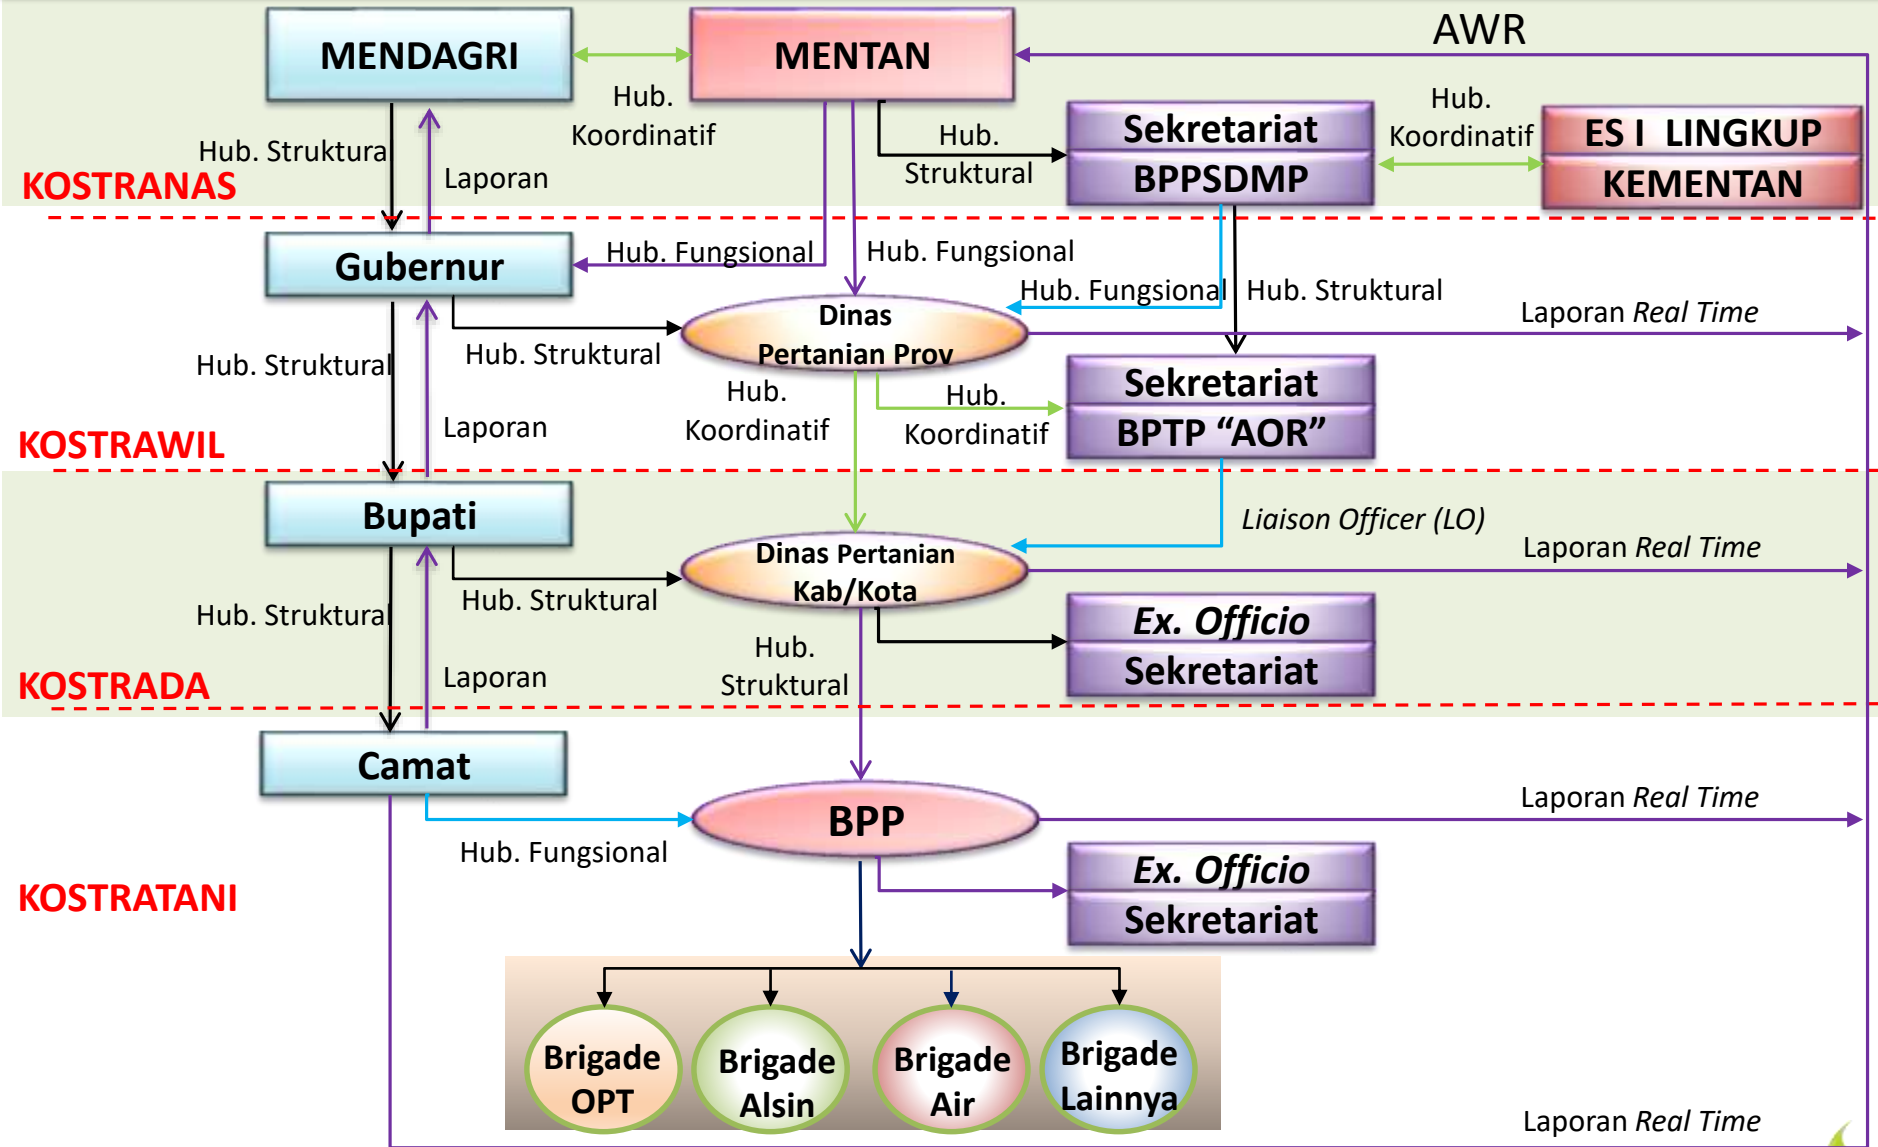 AWR
MENDAGRI
MENTAN
Hub.
Koordinatif
Hub.
Struktural
Sekretariat
BPPSDMP
Hub.
Koordinatif
ES I LINGKUP
KEMENTAN
Hub. Struktural
Laporan
KOSTRANAS
Gubernur
Hub. Fungsional
Hub. Fungsional
Hub. Fungsional
Hub. Struktural
Dinas
Pertanian Prov
Laporan Real Time
Hub. Struktural
Hub. Struktural
Hub.
Koordinatif
Hub.
Koordinatif
Sekretariat
BPTP “AOR”
Laporan
KOSTRAWIL
Bupati
Liaison Officer (LO)
Dinas Pertanian
Kab/Kota
Laporan Real Time
Hub. Struktural
Hub. Struktural
Ex. Officio
Sekretariat
Hub.
Struktural
Laporan
KOSTRADA
Camat
BPP
Laporan Real Time
Hub. Fungsional
Ex. Officio
Sekretariat
KOSTRATANI
Brigade
OPT
Brigade
Alsin
Brigade
Air
Brigade
Lainnya
Laporan Real Time